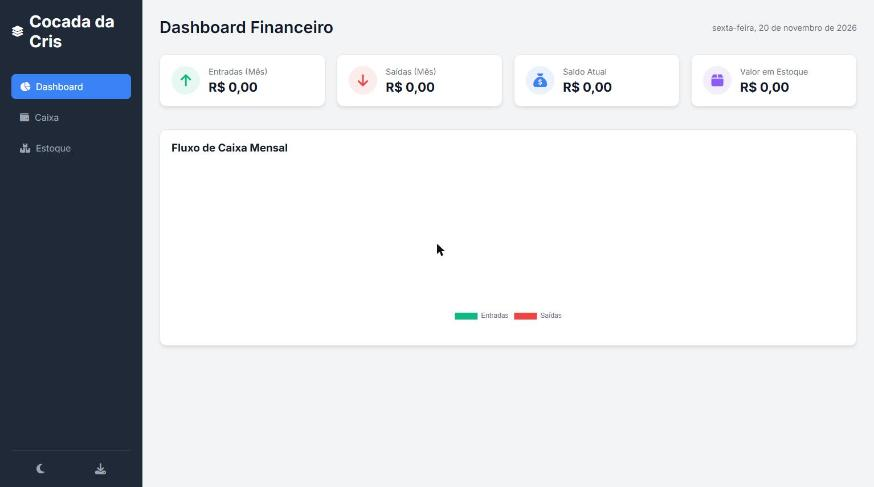 Cocada da
Cris
Dashboard
Caixa
Estoque
Dashboard Financeiro
sexta-feira, 20 de novembro de 2026
Entradas (Mês)
R$ 0,00
Saídas (Mês)
R$ 0,00
Saldo Atual
R$ 0,00
Valor em Estoque
R$ 0,00
Fluxo de Caixa Mensal
Entradas
Saídas